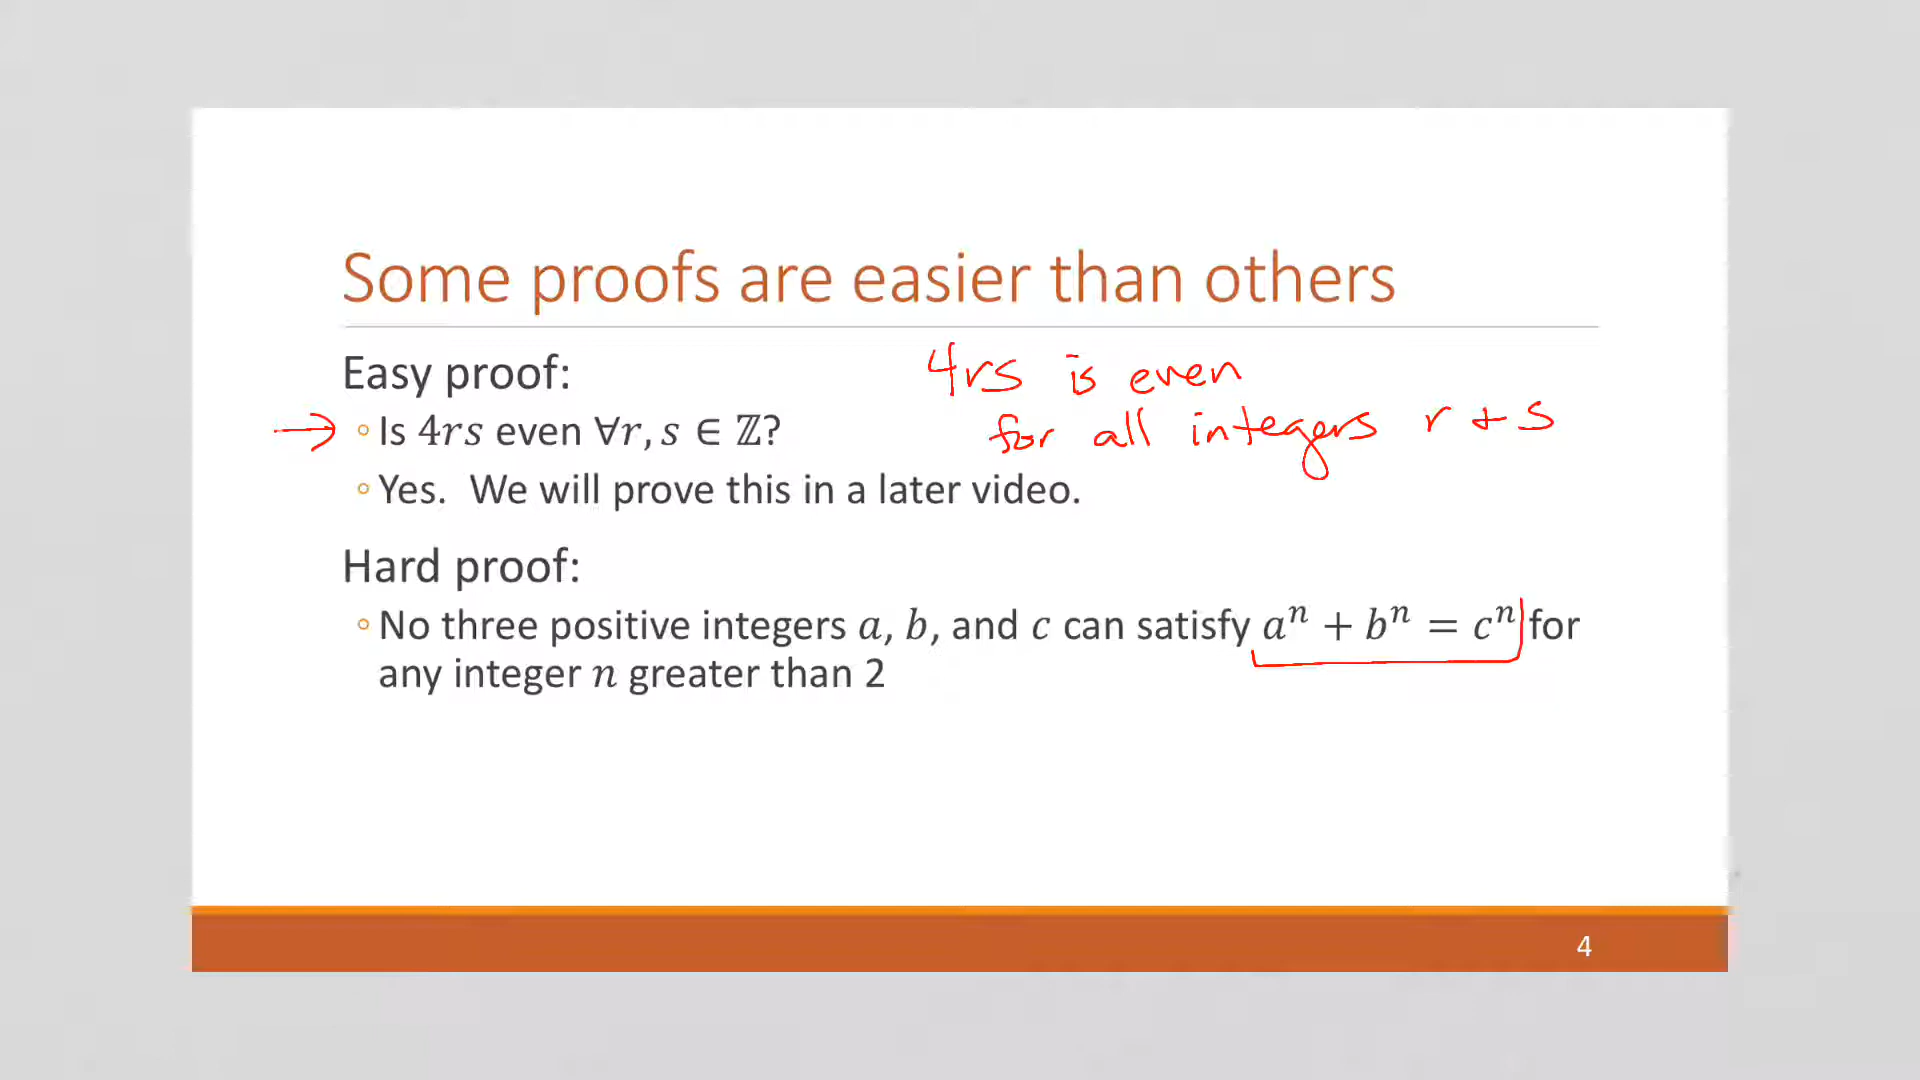 Some proofs are easier than others
Easy proof:
4rs is even
→ ◦ Is 4rs even ∀r, s ∈ ℤ?
for all integers r + s
◦ Yes. We will prove this in a later video.
Hard proof:
◦ No three positive integers a, b, and c can satisfy aⁿ + bⁿ = cⁿ for
any integer n greater than 2
4